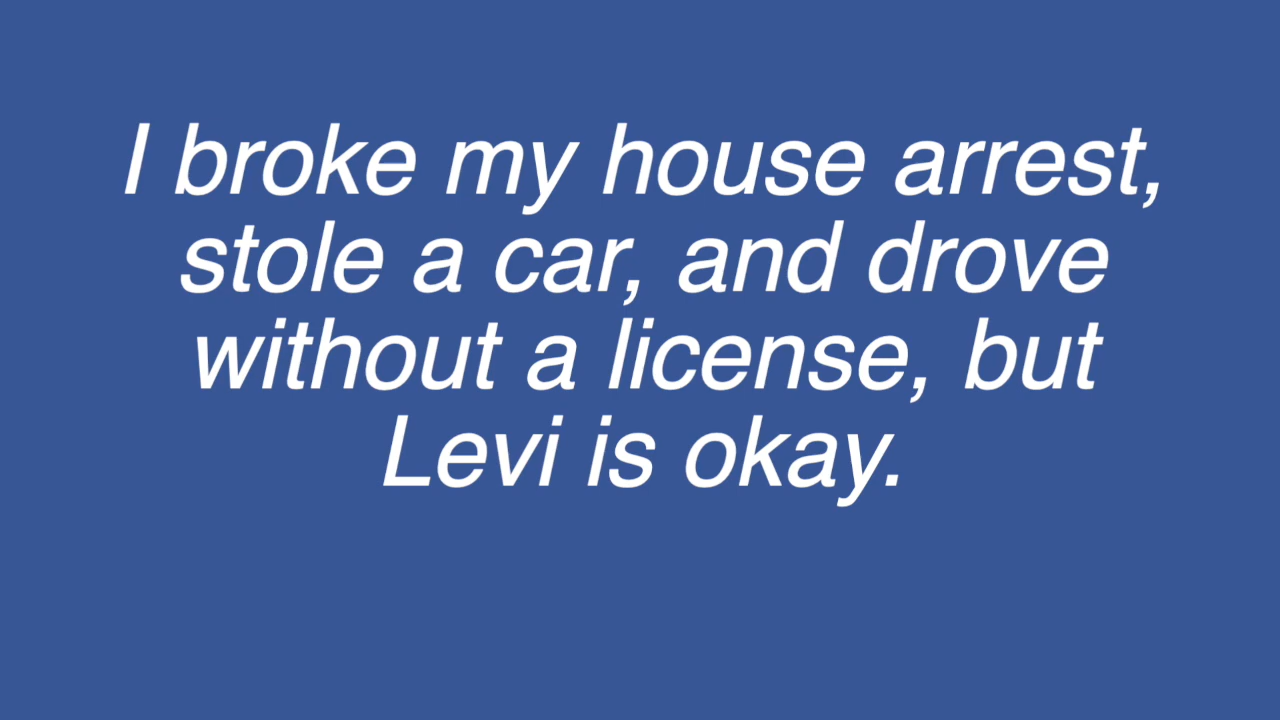 I broke my house arrest,
stole a car, and drove
without a license, but
Levi is okay.